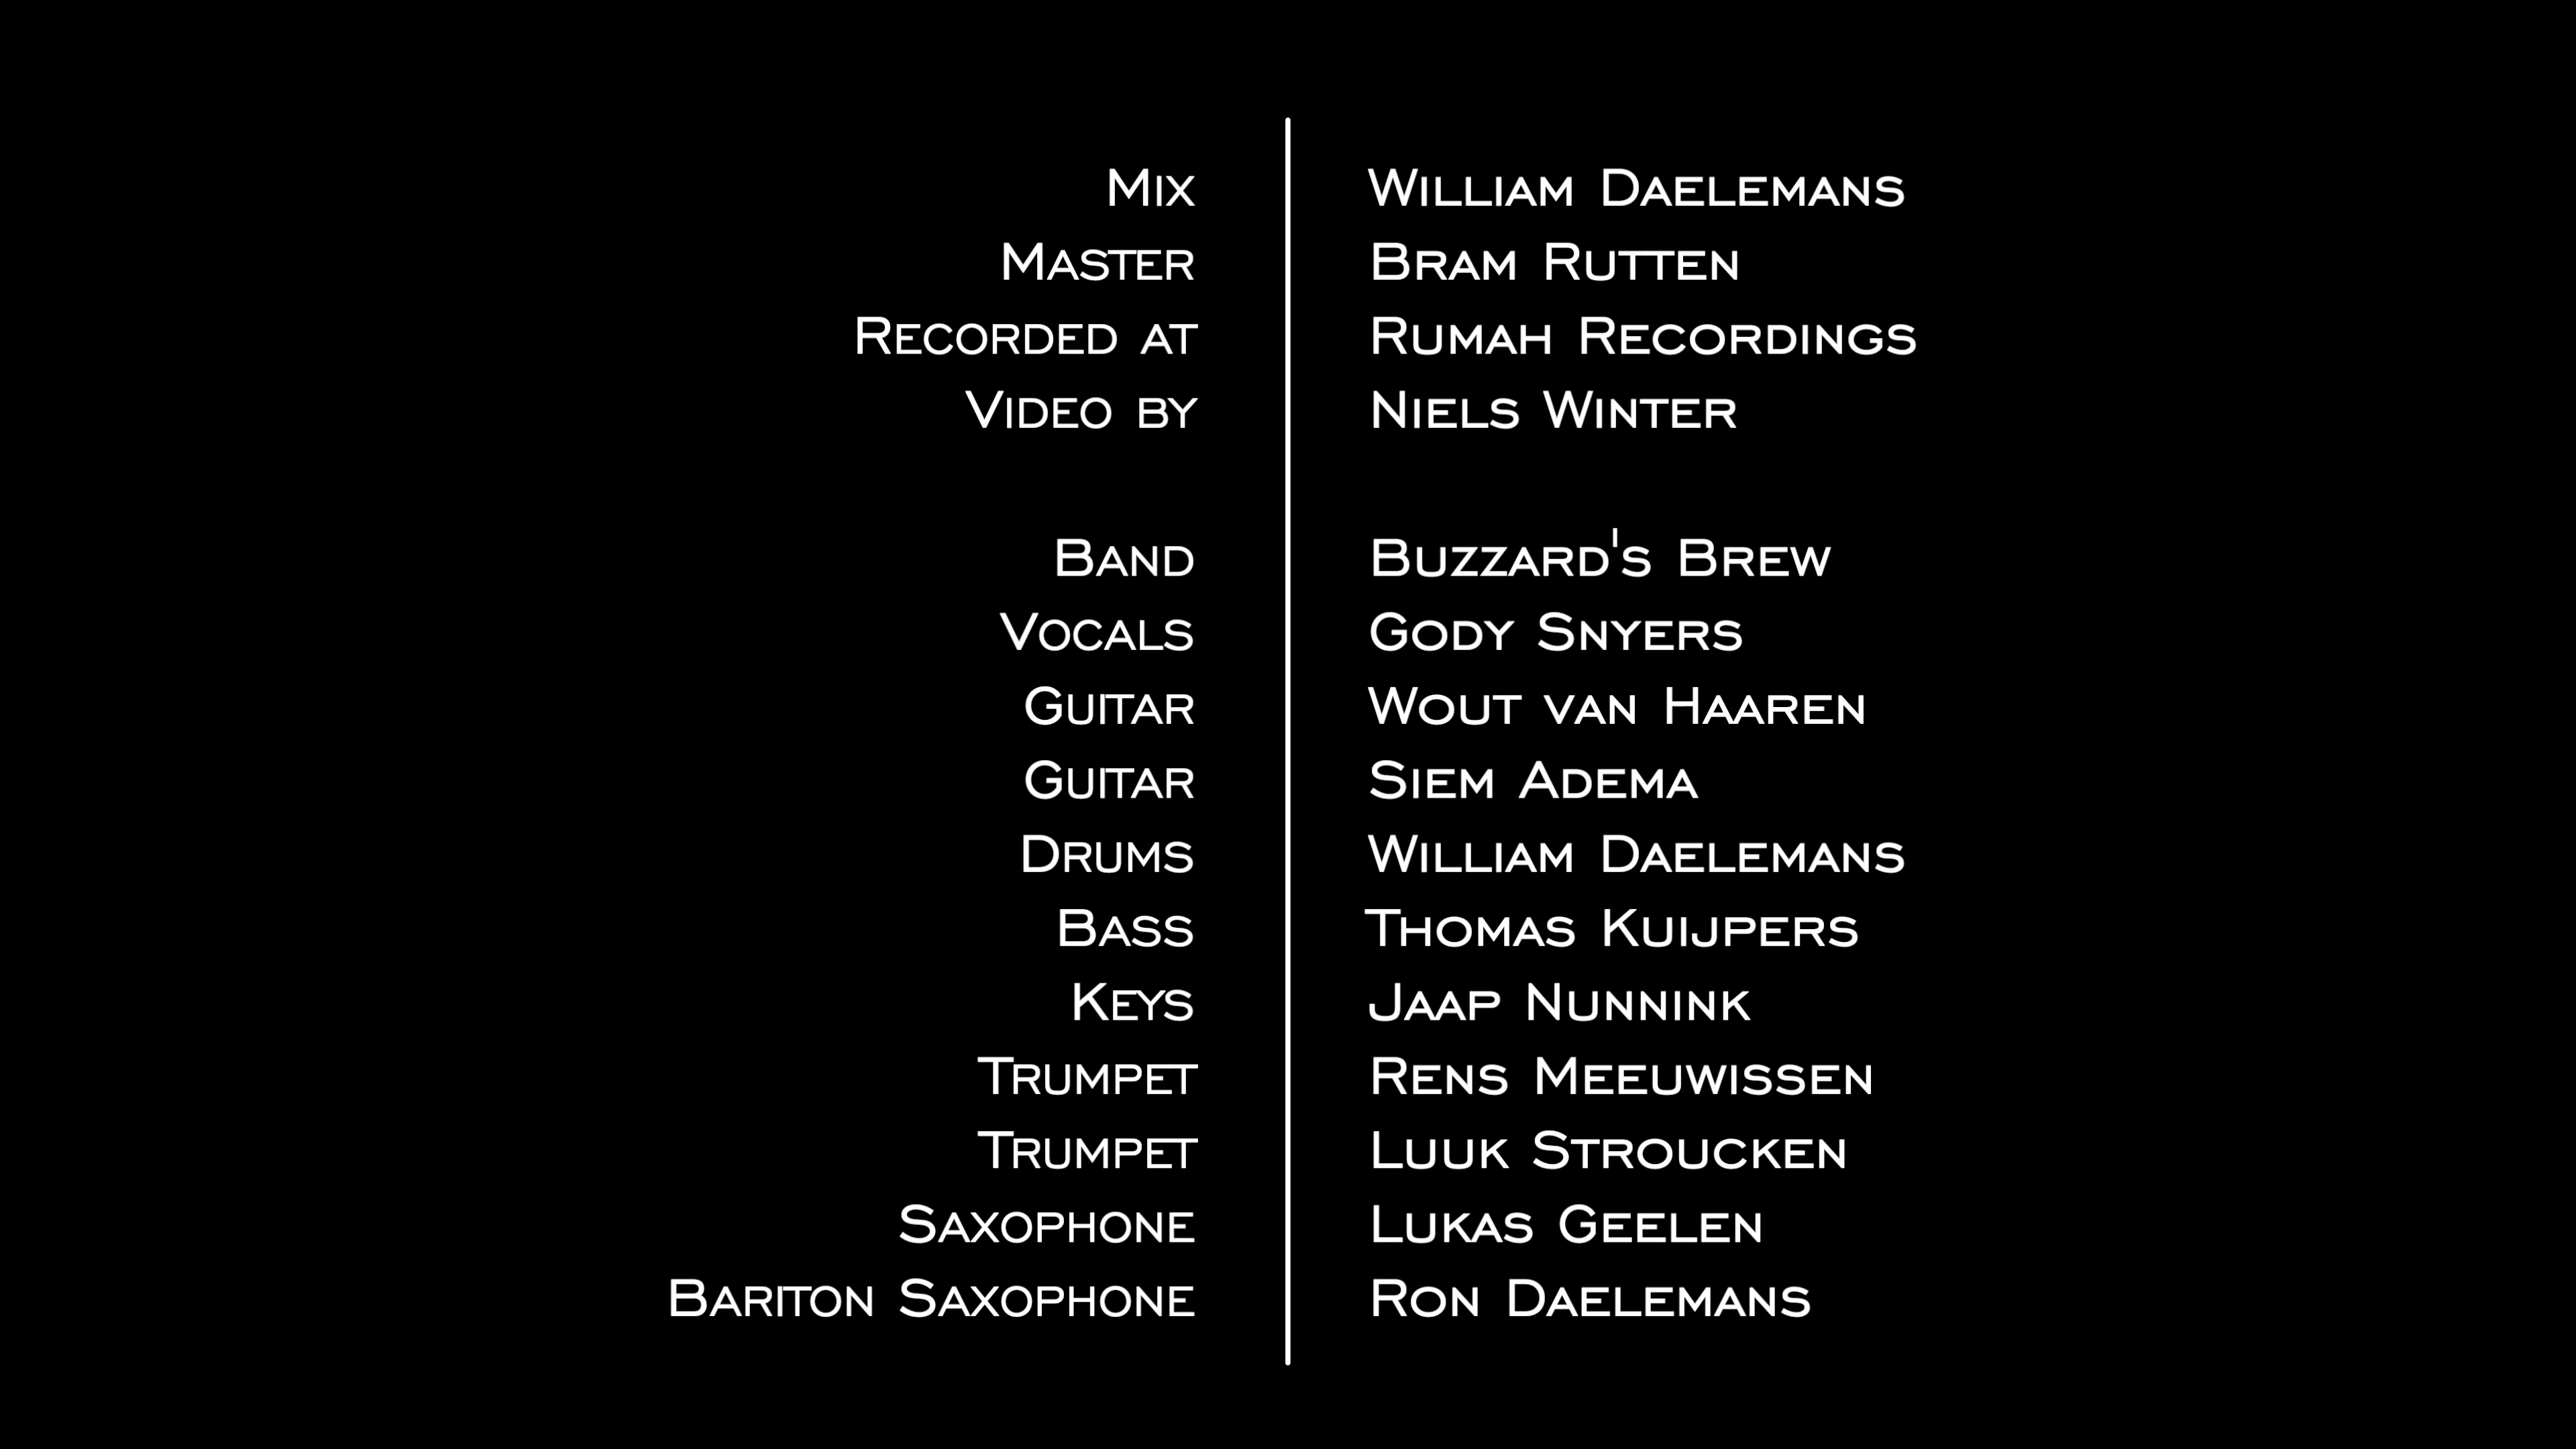 Mix William Daelemans
Master Bram Rutten
Recorded at Rumah Recordings
Video by Niels Winter
Band Buzzard's Brew
Vocals Gody Snyers
Guitar Wout van Haaren
Guitar Siem Adema
Drums William Daelemans
Bass Thomas Kuijpers
Keys Jaap Nunnink
Trumpet Rens Meeuwissen
Trumpet Luuk Stroucken
Saxophone Lukas Geelen
Bariton Saxophone Ron Daelemans